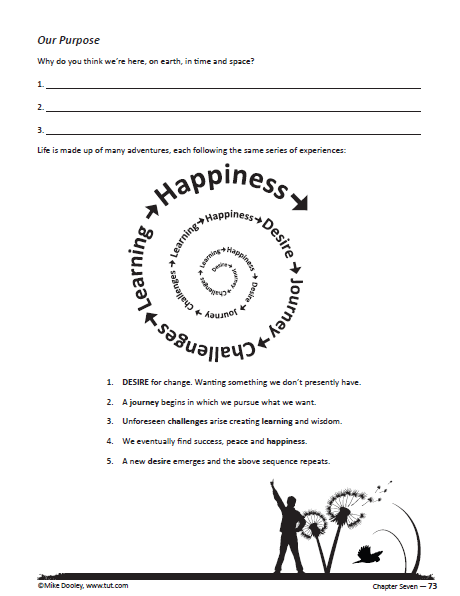 Our Purpose
Why do you think we're here, on earth, in time and space?
1.
2.
3.
Life is made up of many adventures, each following the same series of experiences:
Desire → Journey → Challenges → Learning → Happiness → Desire → Journey → Challenges → Learning → Happiness → Desire → Journey → Challenges → Learning → Happiness →
1. DESIRE for change. Wanting something we don't presently have.
2. A journey begins in which we pursue what we want.
3. Unforeseen challenges arise creating learning and wisdom.
4. We eventually find success, peace and happiness.
5. A new desire emerges and the above sequence repeats.
©Mike Dooley, www.tut.com
Chapter Seven — 73